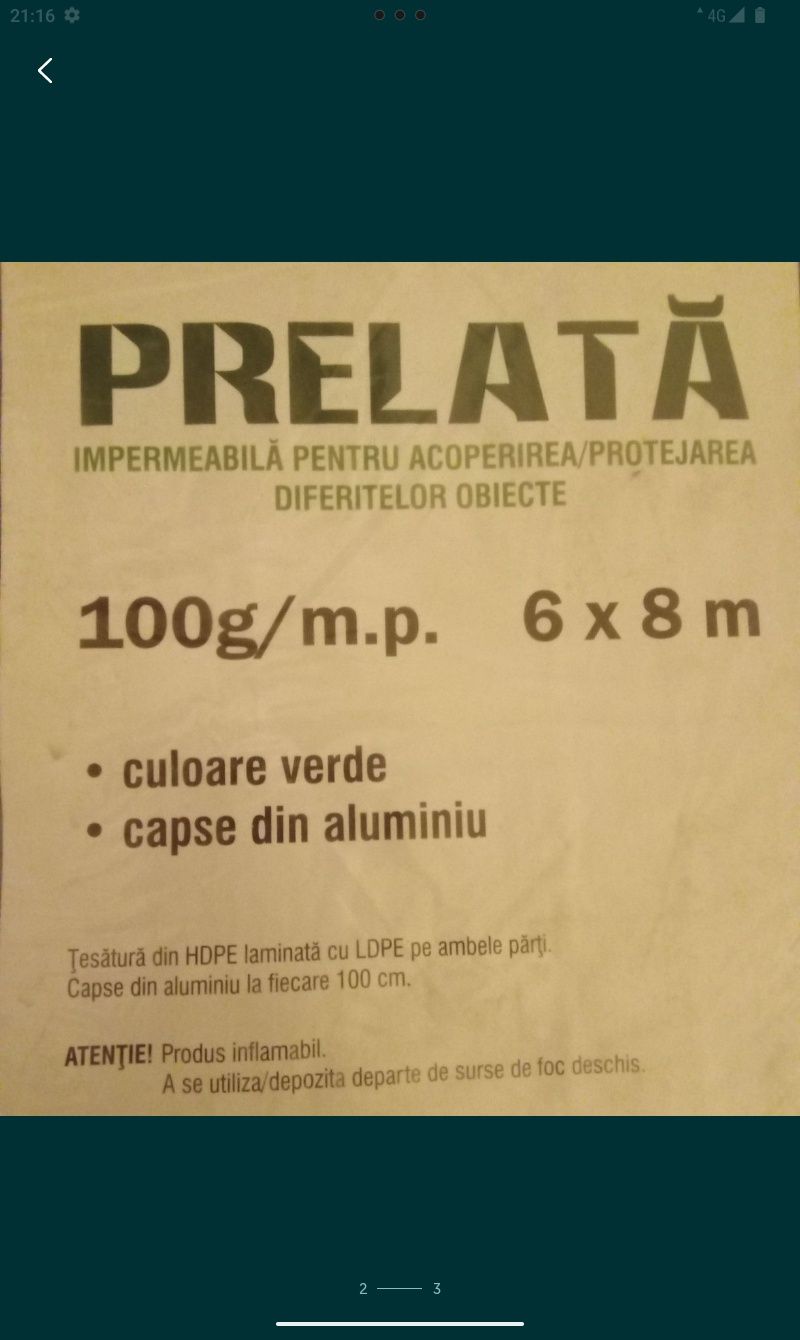 21:16
4G
PRELATĂ
IMPERMEABILĂ PENTRU ACOPERIREA/PROTEJAREA
DIFERITELOR OBIECTE
100g/m.p. 6 x 8 m
• culoare verde
• capse din aluminiu
Ţesătură din HDPE laminată cu LDPE pe ambele părţi.
Capse din aluminiu la fiecare 100 cm.
ATENŢIE! Produs inflamabil.
A se utiliza/depozita departe de surse de foc deschis.
2 3